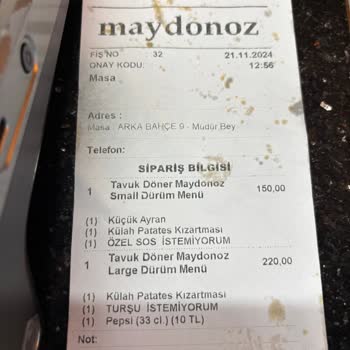 maydonoz
FİŞ NO 32 21.11.2024
ONAY KODU: 12:56
Masa
Adres :
Masa : ARKA BAHÇE 9 - Müdür Bey
Telefon:
SİPARİŞ BİLGİSİ
1 Tavuk Döner Maydonoz Small Dürüm Menü 150,00
(1) Küçük Ayran
(1) Külah Patates Kızartması
(1) ÖZEL SOS İSTEMİYORUM
1 Tavuk Döner Maydonoz Large Dürüm Menü 220,00
(1) Külah Patates Kızartması
(1) TURŞU İSTEMİYORUM
(1) Pepsi (33 cl.) (10 TL)
Not: